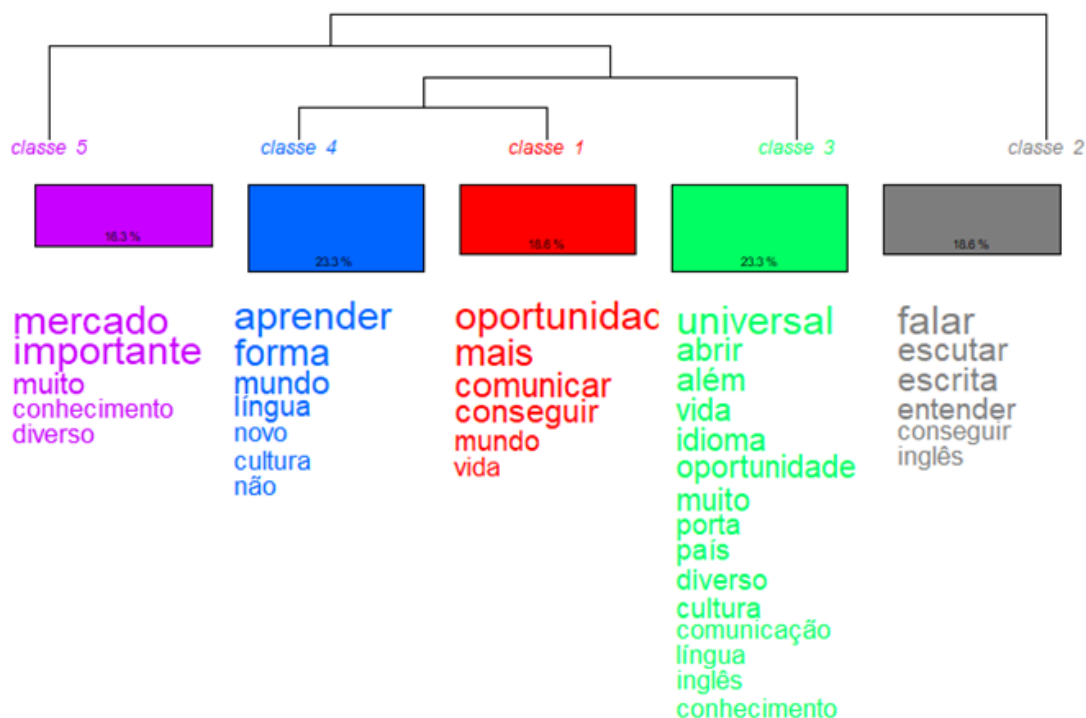 classe 5
classe 4
classe 1
classe 3
classe 2
16.3 %
23.3 %
18.6 %
23.3 %
18.6 %
mercado
importante
muito
conhecimento
diverso
aprender
forma
mundo
língua
novo
cultura
não
oportunidad
mais
comunicar
conseguir
mundo
vida
universal
abrir
além
vida
idioma
oportunidade
muito
porta
país
diverso
cultura
comunicação
língua
inglês
conhecimento
falar
escutar
escrita
entender
conseguir
inglês